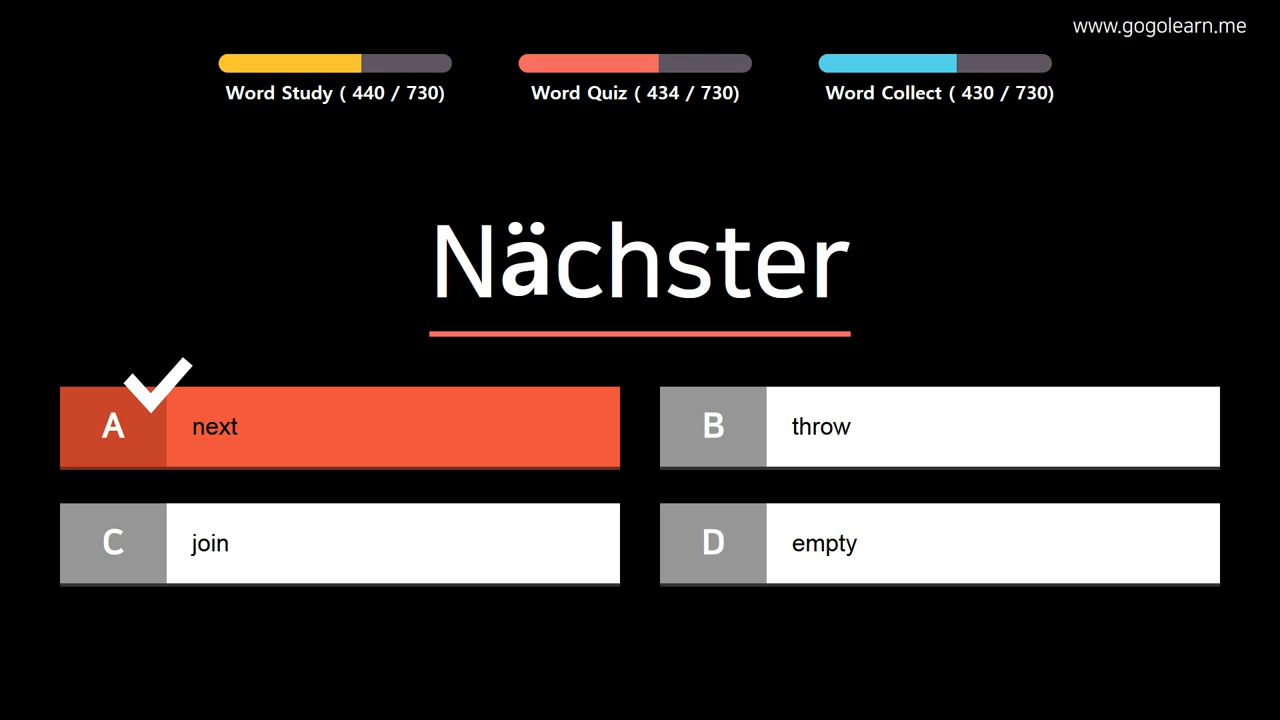 www.gogolearn.me
Word Study ( 440 / 730)
Word Quiz ( 434 / 730)
Word Collect ( 430 / 730)
Nächster
A next
B throw
C join
D empty